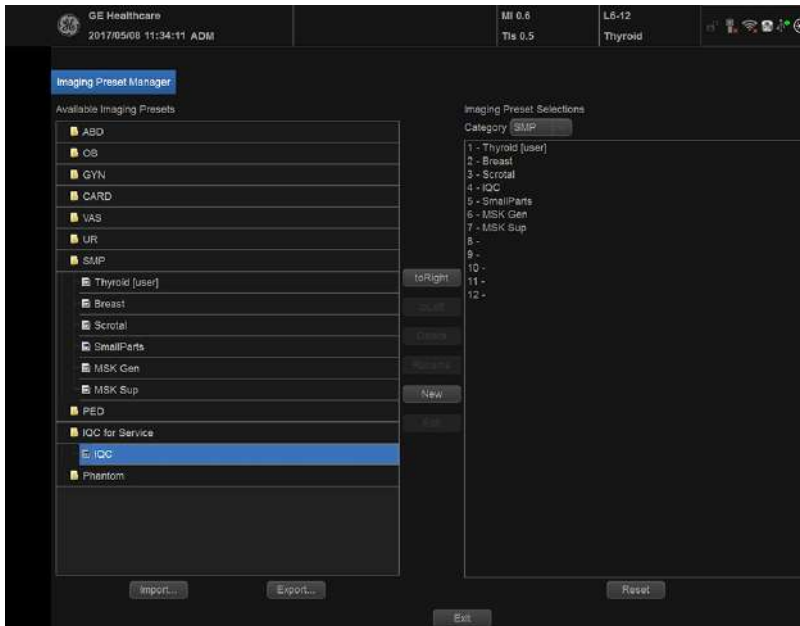 GE Healthcare
2017/05/08 11:34:11 ADM
MI 0.6
TIs 0.5
L6-12
Thyroid
Imaging Preset Manager
Available Imaging Presets
ABD
OB
GYN
CARD
VAS
UR
SMP
Thyroid [user]
Breast
Scrotal
SmallParts
MSK Gen
MSK Sup
PED
IQC for Service
IQC
Phantom
toRight
New
Imaging Preset Selections
Category SMP
1 - Thyroid [user]
2 - Breast
3 - Scrotal
4 - IQC
5 - SmallParts
6 - MSK Gen
7 - MSK Sup
8 -
9 -
10 -
11 -
12 -
Import...
Export...
Reset
Exit